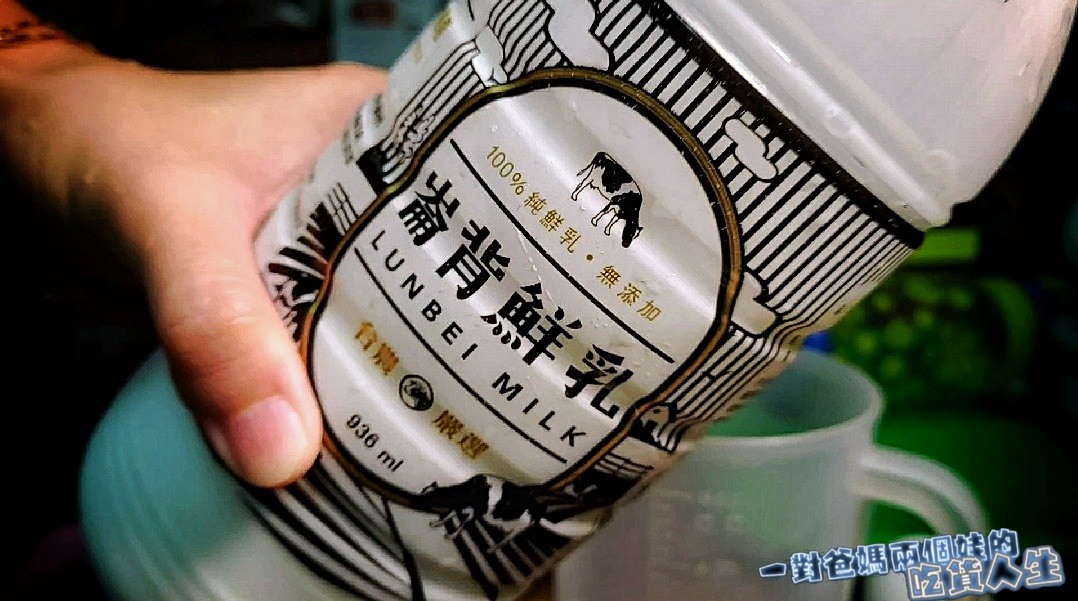 100%純鮮乳・無添加
崙背鮮乳
LUNBEI MILK
台灣 嚴選
936 ml
一對爸媽兩個娃的
吃貨人生